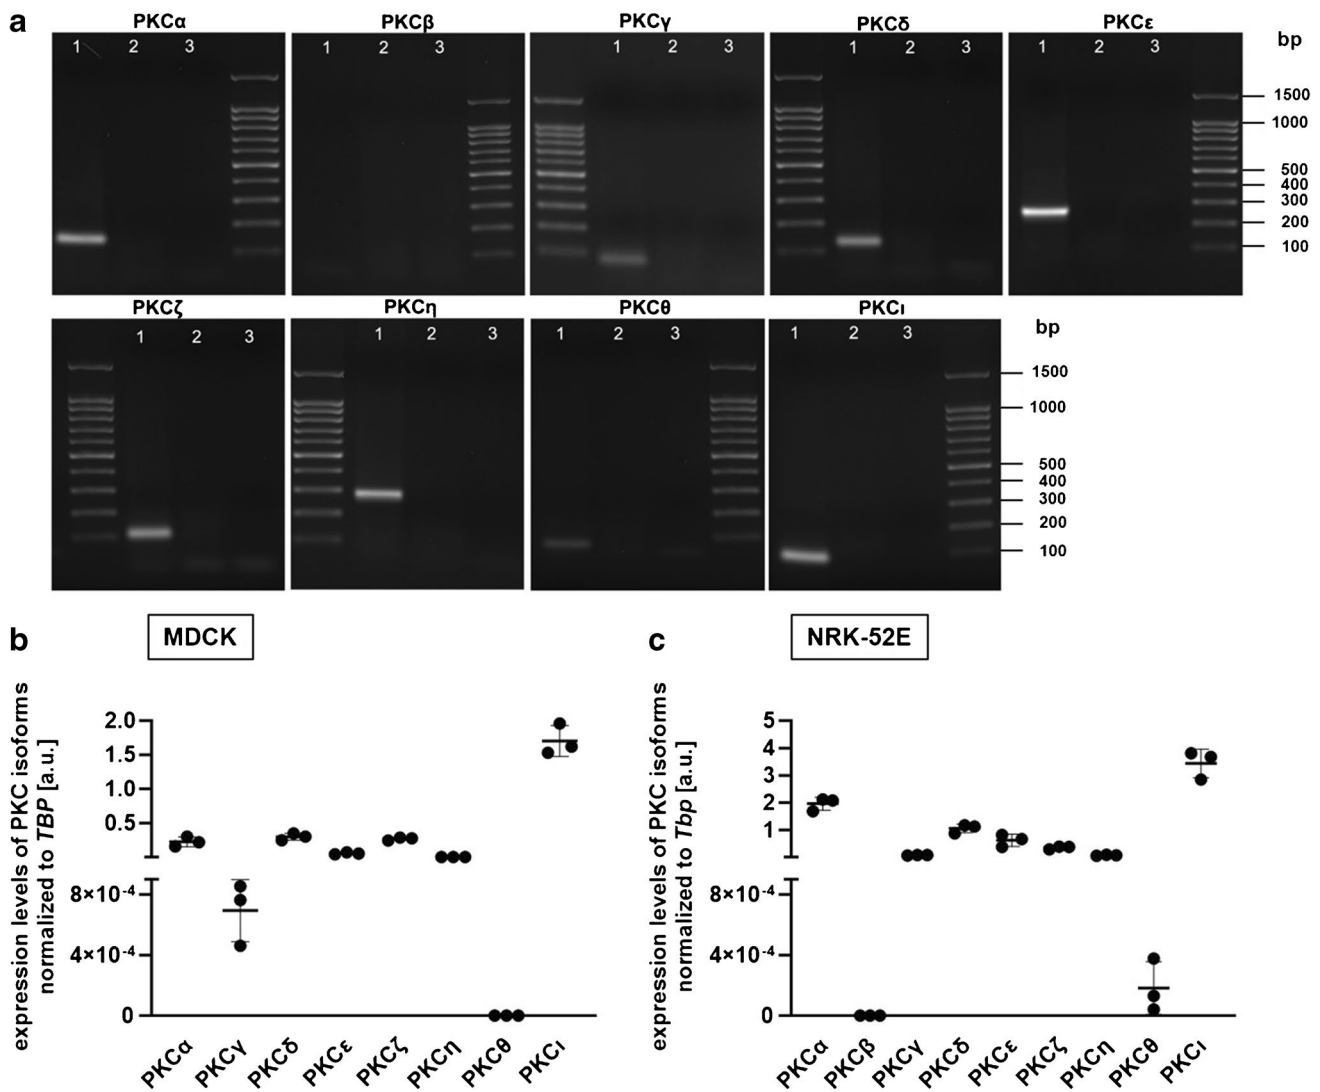 a
PKCα PKCβ PKCγ PKCδ PKCε
1 2 3 1 2 3 1 2 3 1 2 3 1 2 3 bp
1500
1000
500
400
300
200
100
PKCζ PKCη PKCθ PKCι
1 2 3 1 2 3 1 2 3 1 2 3 bp
1500
1000
500
400
300
200
100
b
MDCK
expression levels of PKC isoforms
normalized to TBP [a.u.]
2.0
1.5
1.0
0.5
8×10⁻⁴
4×10⁻⁴
0
PKCα PKCγ PKCδ PKCε PKCζ PKCη PKCθ PKCι
c
NRK-52E
expression levels of PKC isoforms
normalized to Tbp [a.u.]
5
4
3
2
1
8×10⁻⁴
4×10⁻⁴
0
PKCα PKCβ PKCγ PKCδ PKCε PKCζ PKCη PKCθ PKCι